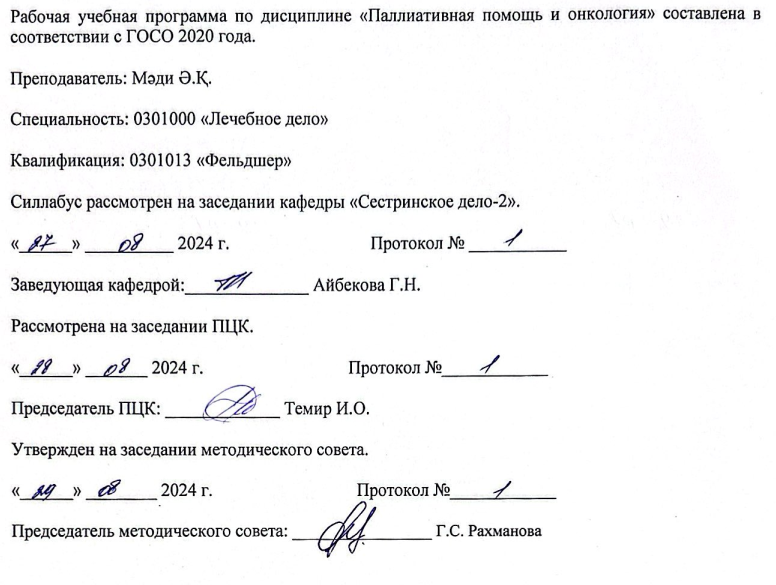 Рабочая учебная программа по дисциплине «Паллиативная помощь и онкология» составлена в
соответствии с ГОСО 2020 года.
Преподаватель: Мәди Ә.Қ.
Специальность: 0301000 «Лечебное дело»
Квалификация: 0301013 «Фельдшер»
Силлабус рассмотрен на заседании кафедры «Сестринское дело-2».
«27» 08 2024 г. Протокол № 1
Заведующая кафедрой: Айбекова Г.Н.
Рассмотрена на заседании ПЦК.
«28» 08 2024 г. Протокол № 1
Председатель ПЦК: Темир И.О.
Утвержден на заседании методического совета.
«29» 08 2024 г. Протокол № 1
Председатель методического совета: Г.С. Рахманова